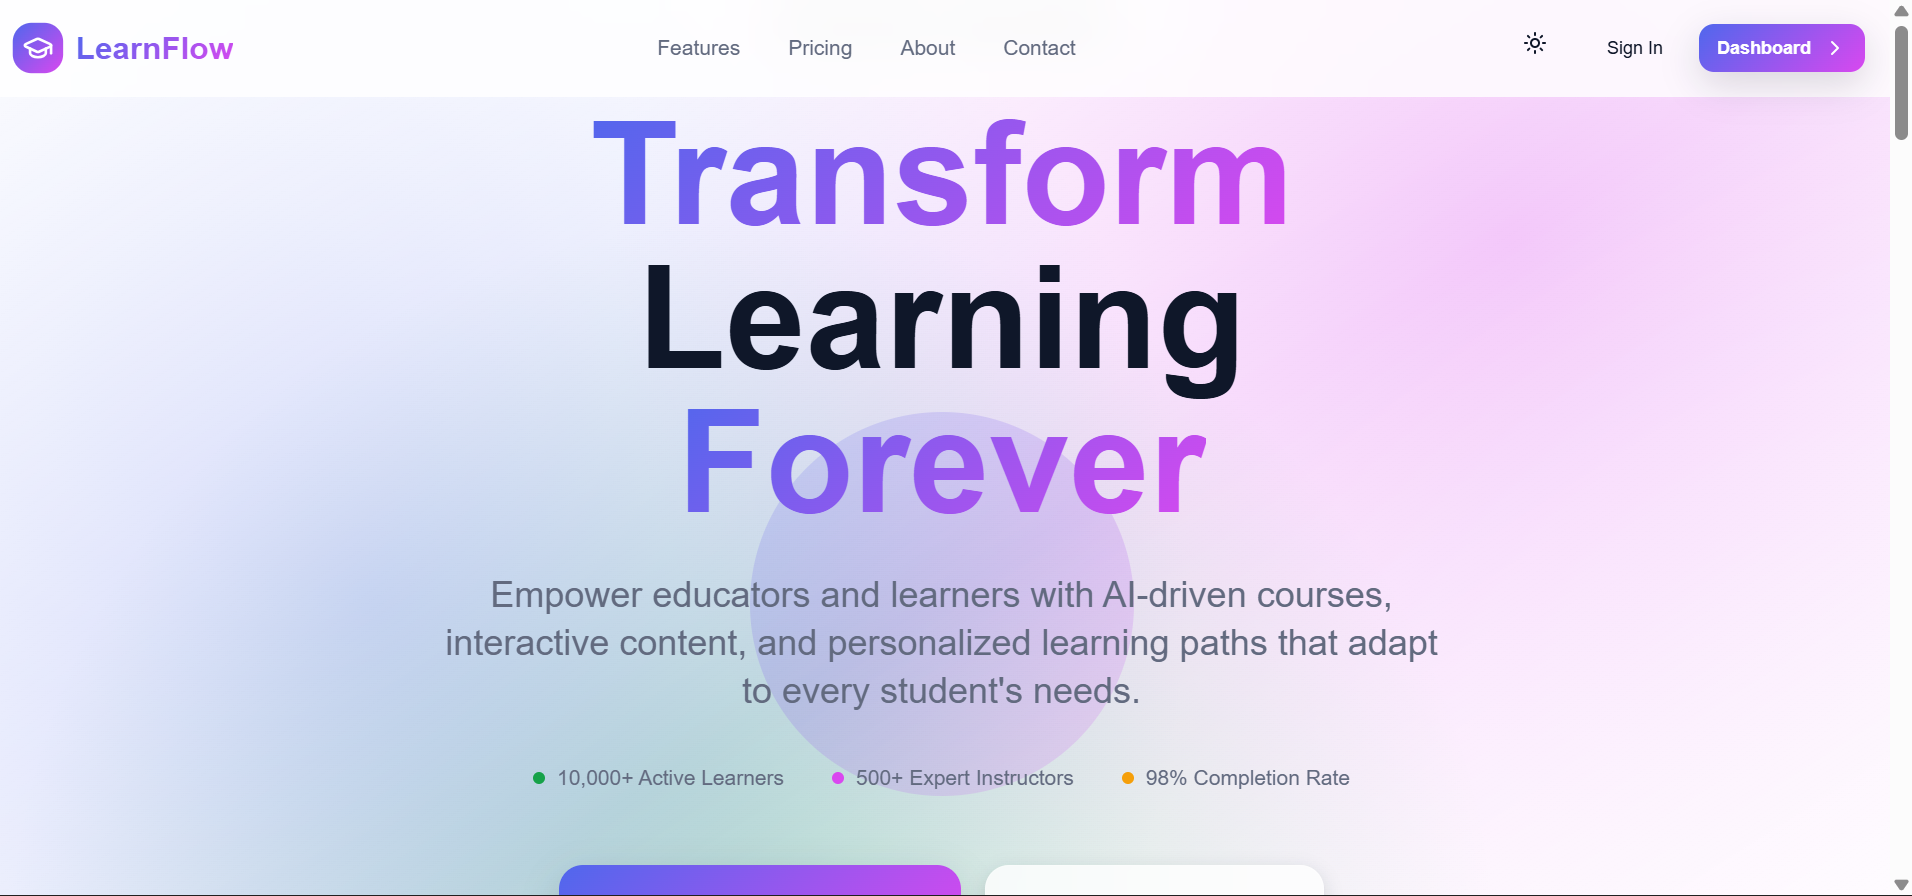 LearnFlow
Features
Pricing
About
Contact
Sign In
Dashboard
Transform
Learning
Forever
Empower educators and learners with AI-driven courses,
interactive content, and personalized learning paths that adapt
to every student's needs.
10,000+ Active Learners
500+ Expert Instructors
98% Completion Rate